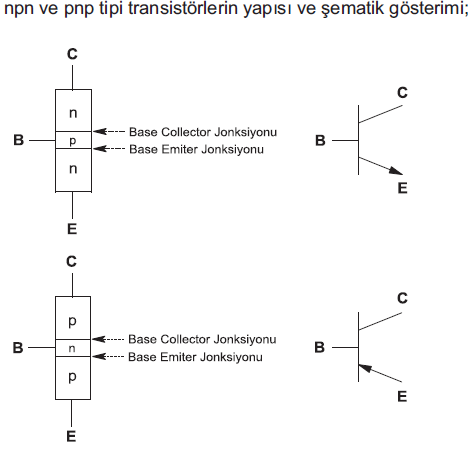 npn ve pnp tipi transistörlerin yapısı ve şematik gösterimi;
C
n
B
p
n
E
Base Collector Jonksiyonu
Base Emiter Jonksiyonu
C
B
E
C
p
B
n
p
E
Base Collector Jonksiyonu
Base Emiter Jonksiyonu
C
B
E